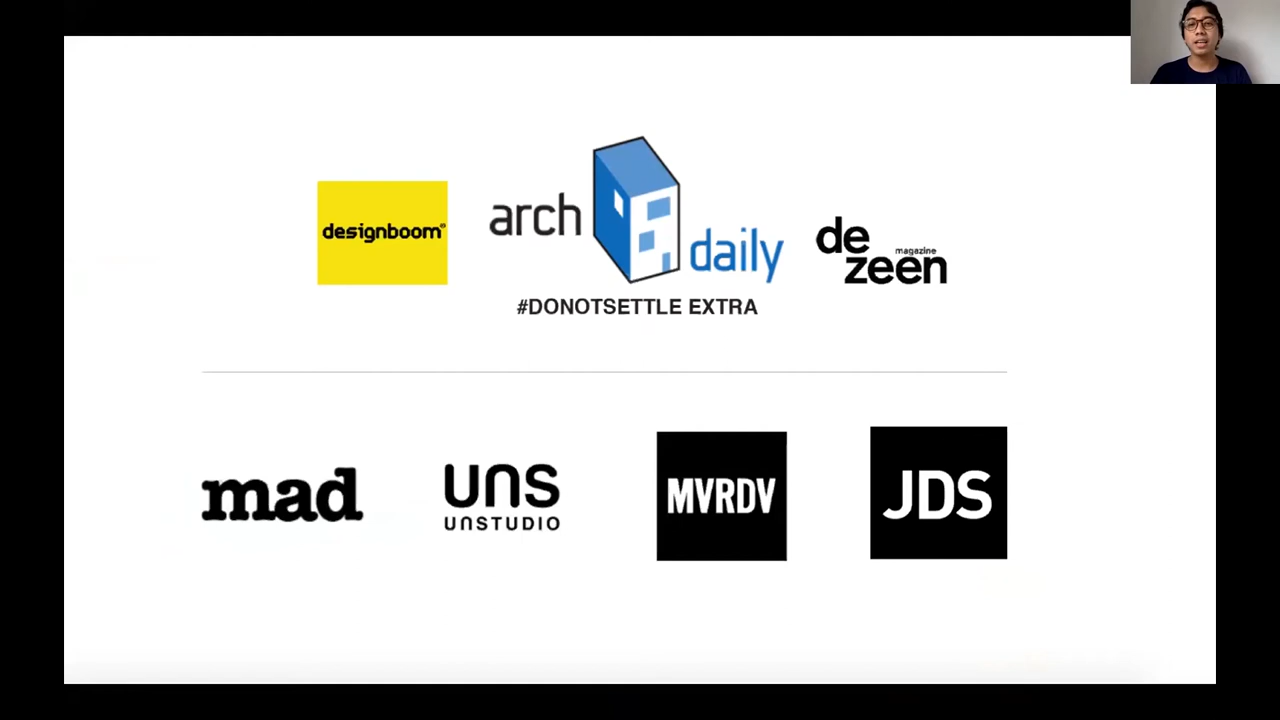 designboom®
arch
daily
de
magazine
zeen
#DONOTSETTLE EXTRA
mad
UNS
UNSTUDIO
MVRDV
JDS